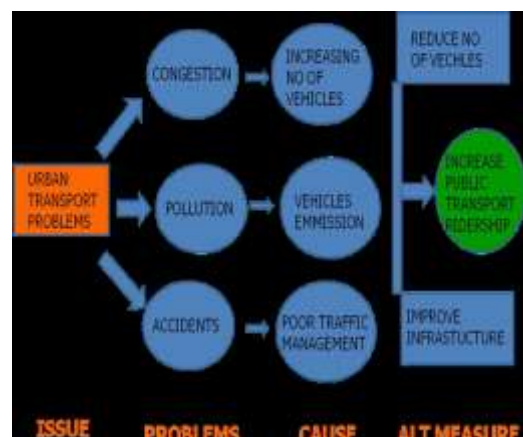 URBAN
TRANSPORT
PROBLEMS
CONGESTION
INCREASING
NO OF
VEHICLES
REDUCE NO
OF VECHLES
POLLUTION
VEHICLES
EMMISSION
INCREASE
PUBLIC
TRANSPORT
RIDERSHIP
ACCIDENTS
POOR TRAFFIC
MANAGEMENT
IMPROVE
INFRASTUCTURE
ISSUE
PROBLEMS
CAUSE
ALT MEASURE